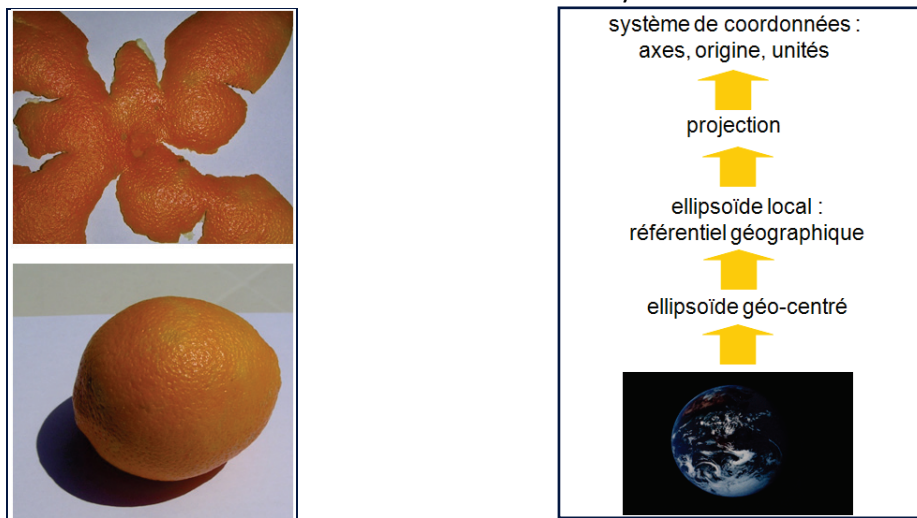 système de coordonnées :
axes, origine, unités
projection
ellipsoïde local :
référentiel géographique
ellipsoïde géo-centré